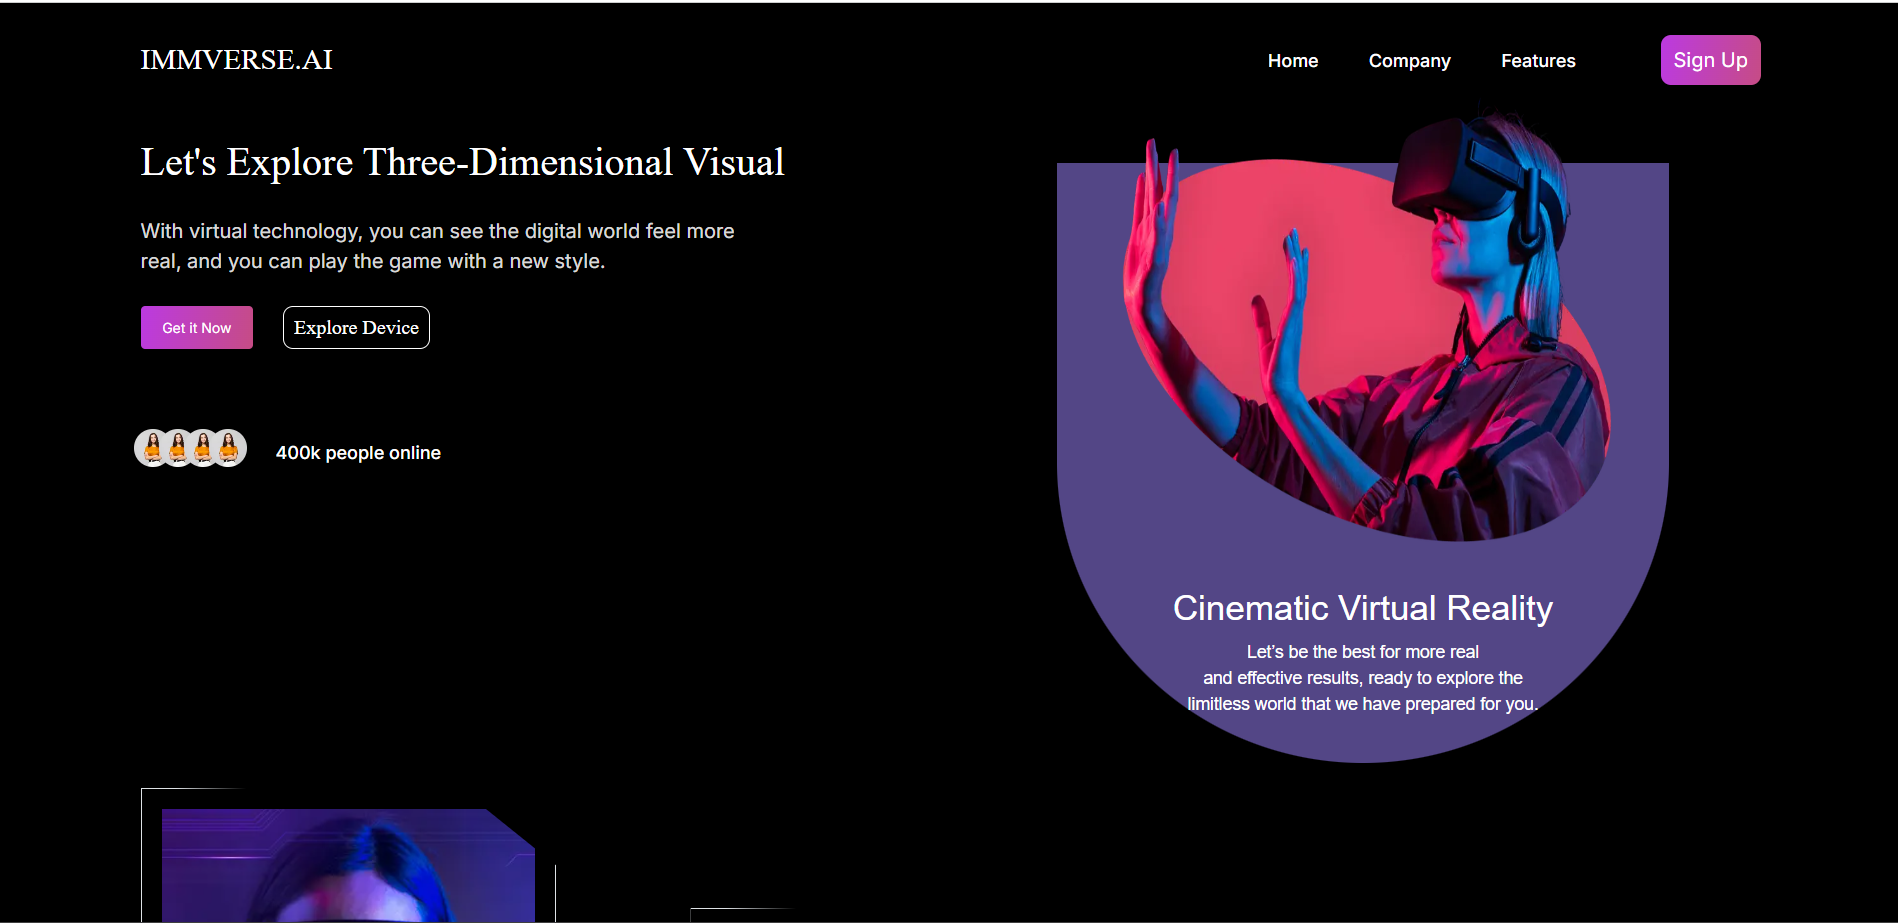 IMMVERSE.AI
Home
Company
Features
Sign Up
Let's Explore Three-Dimensional Visual
With virtual technology, you can see the digital world feel more
real, and you can play the game with a new style.
Get it Now
Explore Device
400k people online
Cinematic Virtual Reality
Let’s be the best for more real
and effective results, ready to explore the
limitless world that we have prepared for you.